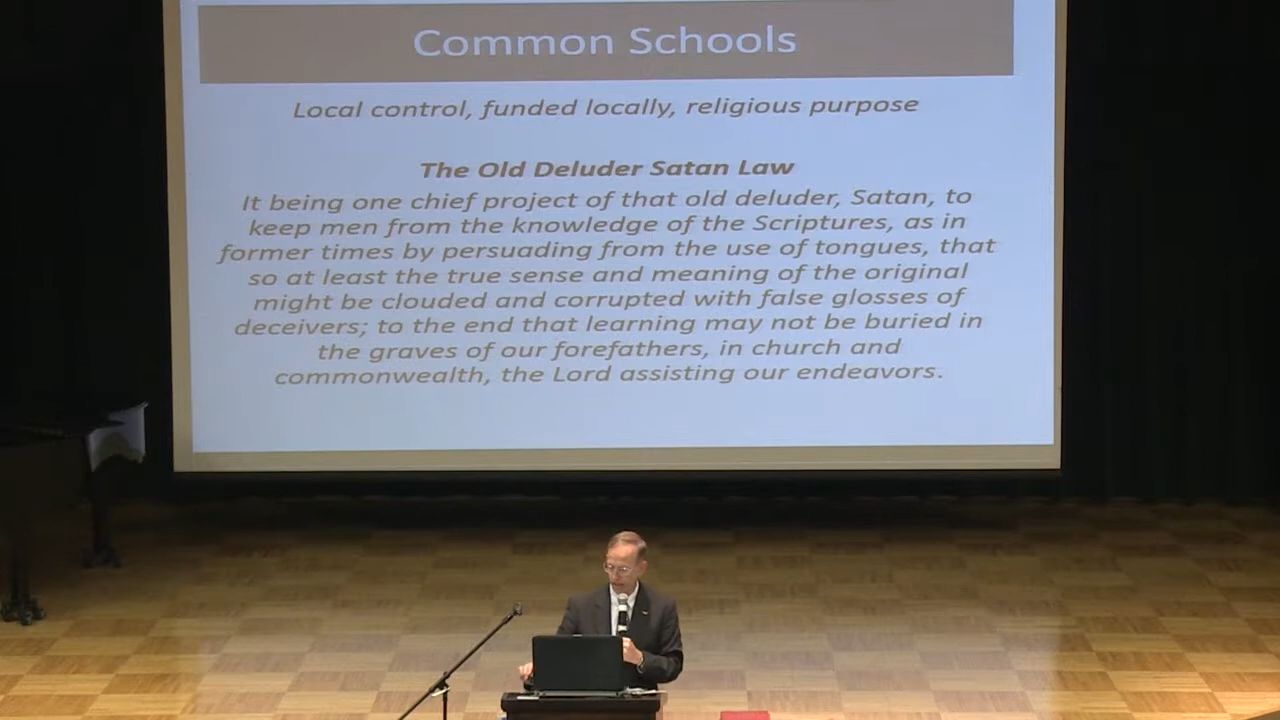 Common Schools
Local control, funded locally, religious purpose
The Old Deluder Satan Law
It being one chief project of that old deluder, Satan, to
keep men from the knowledge of the Scriptures, as in
former times by persuading from the use of tongues, that
so at least the true sense and meaning of the original
might be clouded and corrupted with false glosses of
deceivers; to the end that learning may not be buried in
the graves of our forefathers, in church and
commonwealth, the Lord assisting our endeavors.